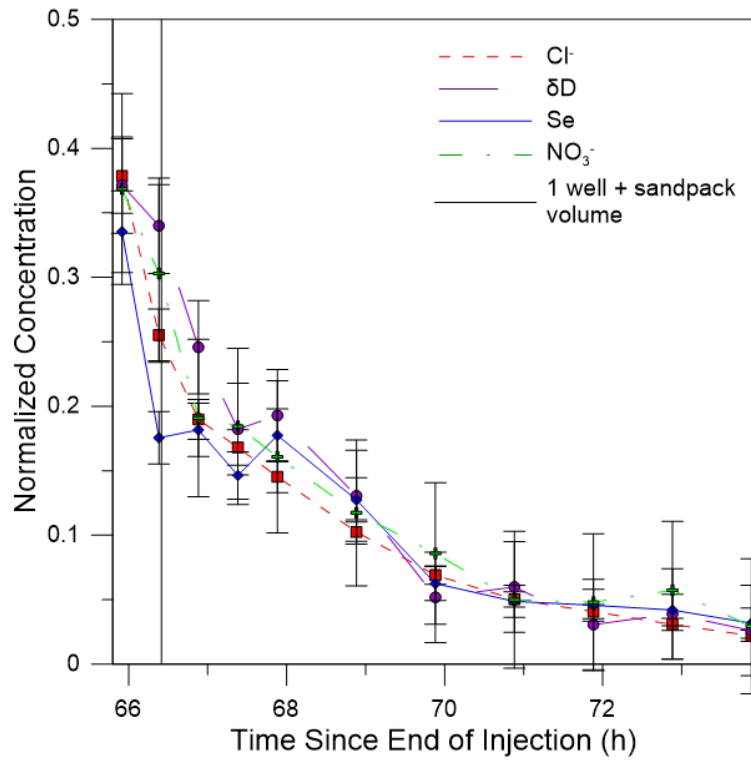 0.5
0.4
0.3
0.2
0.1
0
Normalized Concentration
Cl⁻
δD
Se
NO₃⁻
1 well + sandpack
volume
66
68
70
72
Time Since End of Injection (h)